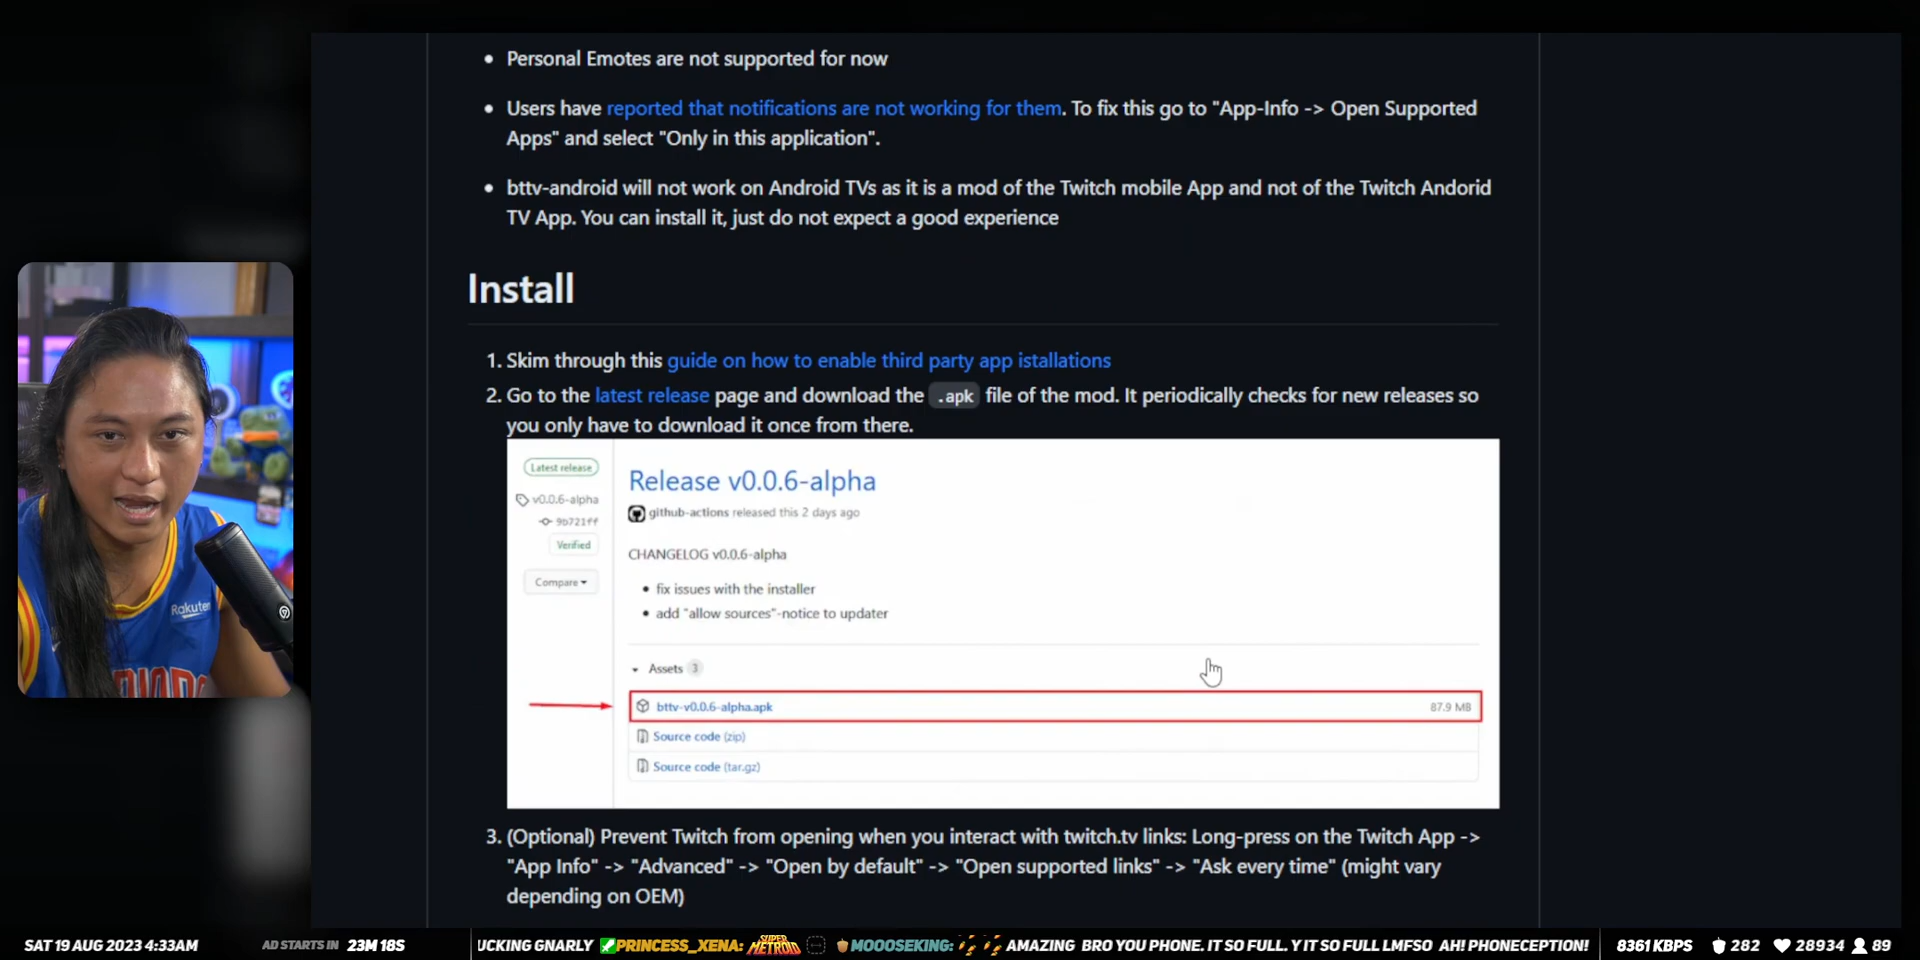 • Personal Emotes are not supported for now
• Users have reported that notifications are not working for them. To fix this go to "App-Info -> Open Supported
Apps" and select "Only in this application".
• bttv-android will not work on Android TVs as it is a mod of the Twitch mobile App and not of the Twitch Andorid
TV App. You can install it, just do not expect a good experience
Install
1. Skim through this guide on how to enable third party app istallations
2. Go to the latest release page and download the .apk file of the mod. It periodically checks for new releases so
you only have to download it once from there.
Latest release
v0.0.6-alpha
9b721ff
Verified
Compare
Release v0.0.6-alpha
github-actions released this 2 days ago
CHANGELOG v0.0.6-alpha
• fix issues with the installer
• add "allow sources"-notice to updater
Assets 3
bttv-v0.0.6-alpha.apk 87.9 MB
Source code (zip)
Source code (tar.gz)
3. (Optional) Prevent Twitch from opening when you interact with twitch.tv links: Long-press on the Twitch App ->
"App Info" -> "Advanced" -> "Open by default" -> "Open supported links" -> "Ask every time" (might vary
depending on OEM)
Rakuten
SAT 19 AUG 2023 4:33AM AD STARTS IN 23M 18S UCKING GNARLY PRINCESS_XENA: SUPER METROID MOOOSEKING: AMAZING BRO YOU PHONE. IT SO FULL. Y IT SO FULL LMFSO AH! PHONECEPTION! 8361 KBPS 282 28934 89